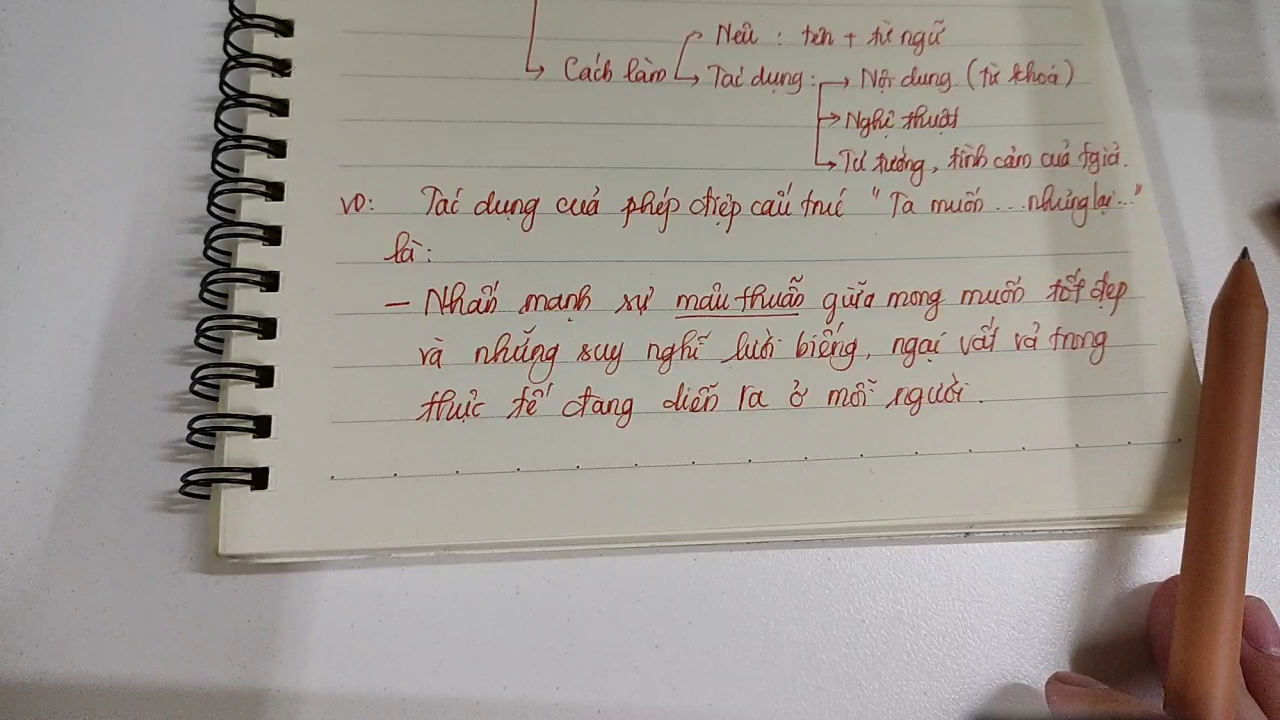 Nêu : tên + từ ngữ
Cách làm
Tác dụng : → Nội dung (từ khoá)
→ Nghệ thuật
→ Tư tưởng, tình cảm của tgiả.
VD: Tác dụng của phép điệp cấu trúc "Ta muốn ... nhưng lại ..."
là:
- Nhấn mạnh sự mâu thuẫn giữa mong muốn tốt đẹp
và những suy nghĩ lười biếng, ngại vất vả trong
thực tế đang diễn ra ở mỗi người.